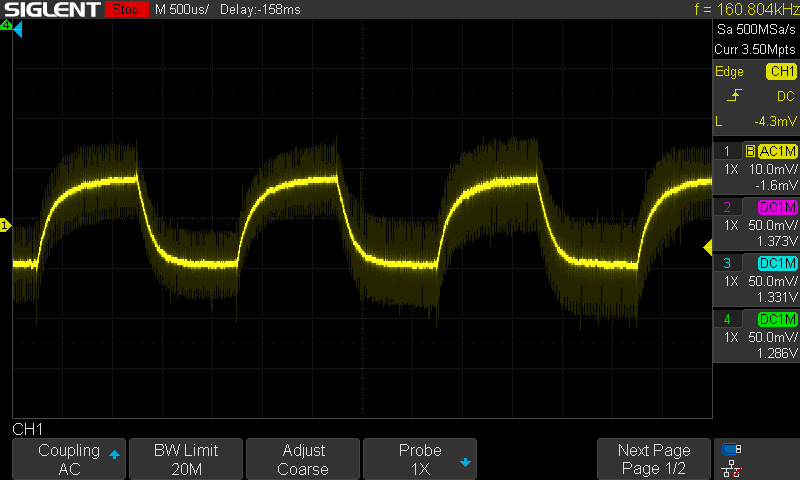 SIGLENT Stop M 500us/ Delay:-158ms f = 160.804kHz
4
Sa 500MSa/s
Curr 3.50Mpts
Edge CH1
DC
L -4.3mV
1 B AC1M
1X 10.0mV/
-1.6mV
2 DC1M
1X 50.0mV/
1.373V
3 DC1M
1X 50.0mV/
1.331V
4 DC1M
1X 50.0mV/
1.286V
1
CH1
Coupling
AC
BW Limit
20M
Adjust
Coarse
Probe
1X
Next Page
Page 1/2